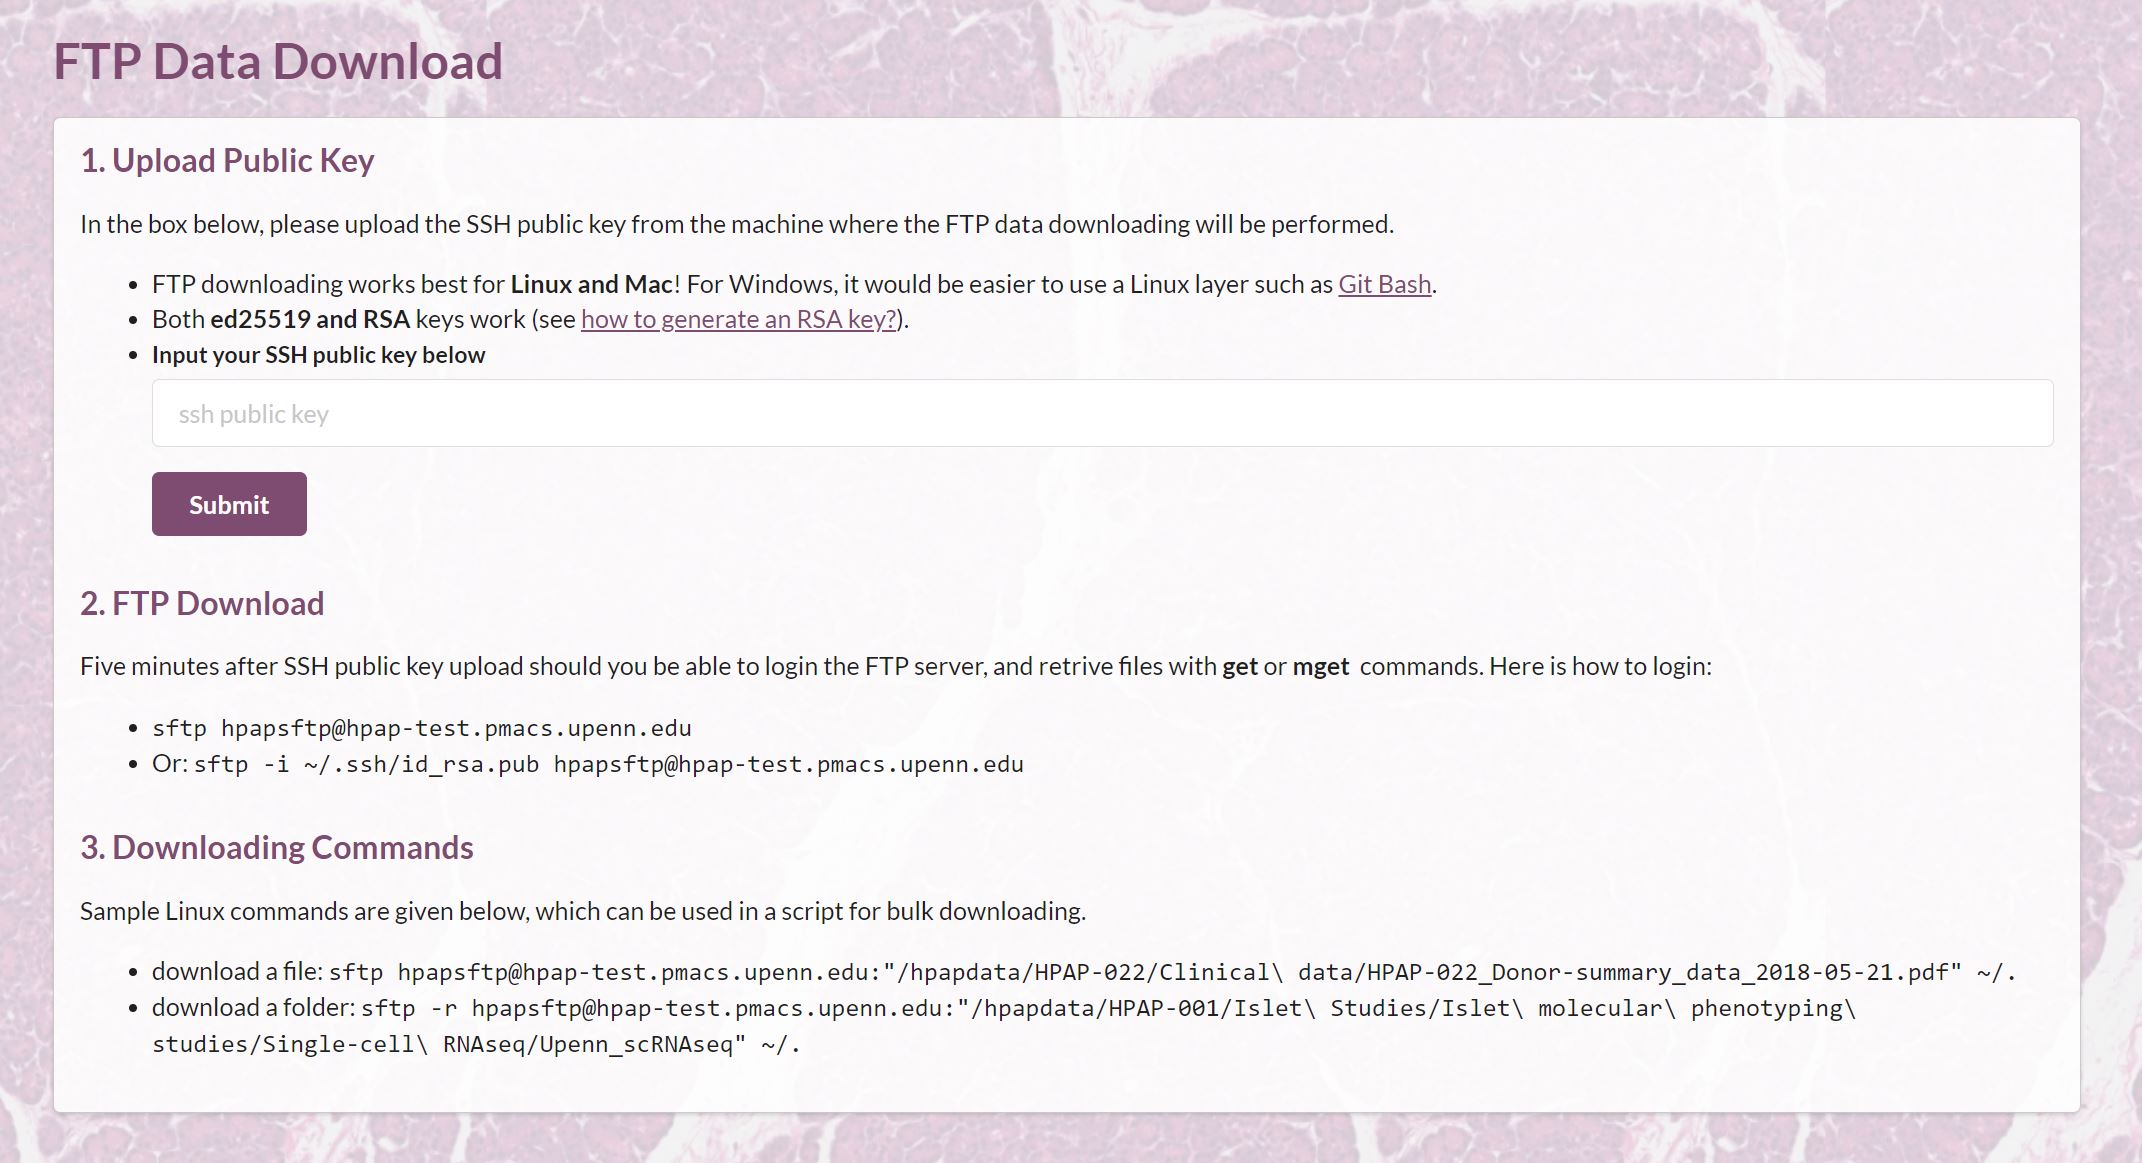 FTP Data Download
1. Upload Public Key
In the box below, please upload the SSH public key from the machine where the FTP data downloading will be performed.
• FTP downloading works best for Linux and Mac! For Windows, it would be easier to use a Linux layer such as Git Bash.
• Both ed25519 and RSA keys work (see how to generate an RSA key?).
• Input your SSH public key below
ssh public key
Submit
2. FTP Download
Five minutes after SSH public key upload should you be able to login the FTP server, and retrive files with get or mget commands. Here is how to login:
• sftp hpapsftp@hpap-test.pmacs.upenn.edu
• Or: sftp -i ~/.ssh/id_rsa.pub hpapsftp@hpap-test.pmacs.upenn.edu
3. Downloading Commands
Sample Linux commands are given below, which can be used in a script for bulk downloading.
• download a file: sftp hpapsftp@hpap-test.pmacs.upenn.edu:"/hpapdata/HPAP-022/Clinical\ data/HPAP-022_Donor-summary_data_2018-05-21.pdf" ~/.
• download a folder: sftp -r hpapsftp@hpap-test.pmacs.upenn.edu:"/hpapdata/HPAP-001/Islet\ Studies/Islet\ molecular\ phenotyping\
studies/Single-cell\ RNAseq/Upenn_scRNAseq" ~/.